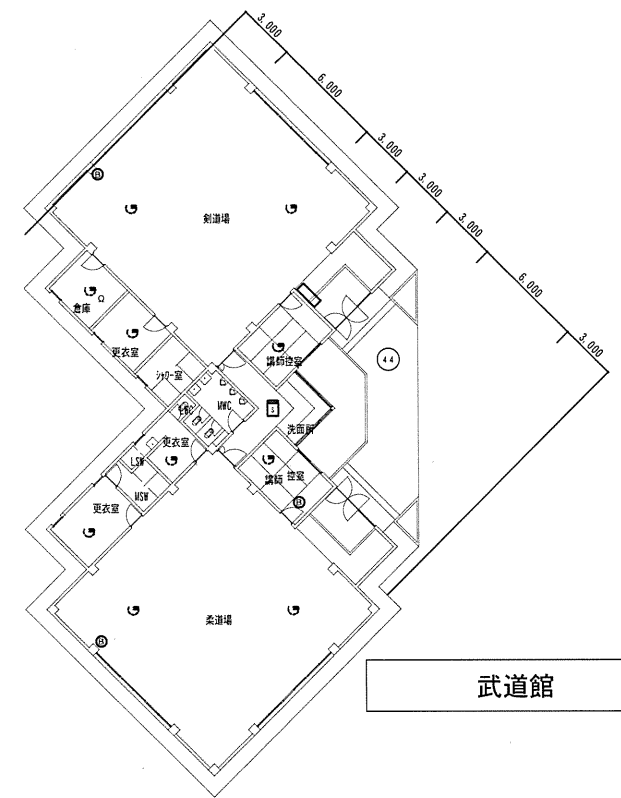 3,000
6,000
3,000
3,000
3,000
6,000
3,000
剣道場
倉庫
更衣室
シャワー室
講師控室
44
MWC
S
洗面所
更衣室
LSW
MSW
更衣室
講師 控室
柔道場
武道館